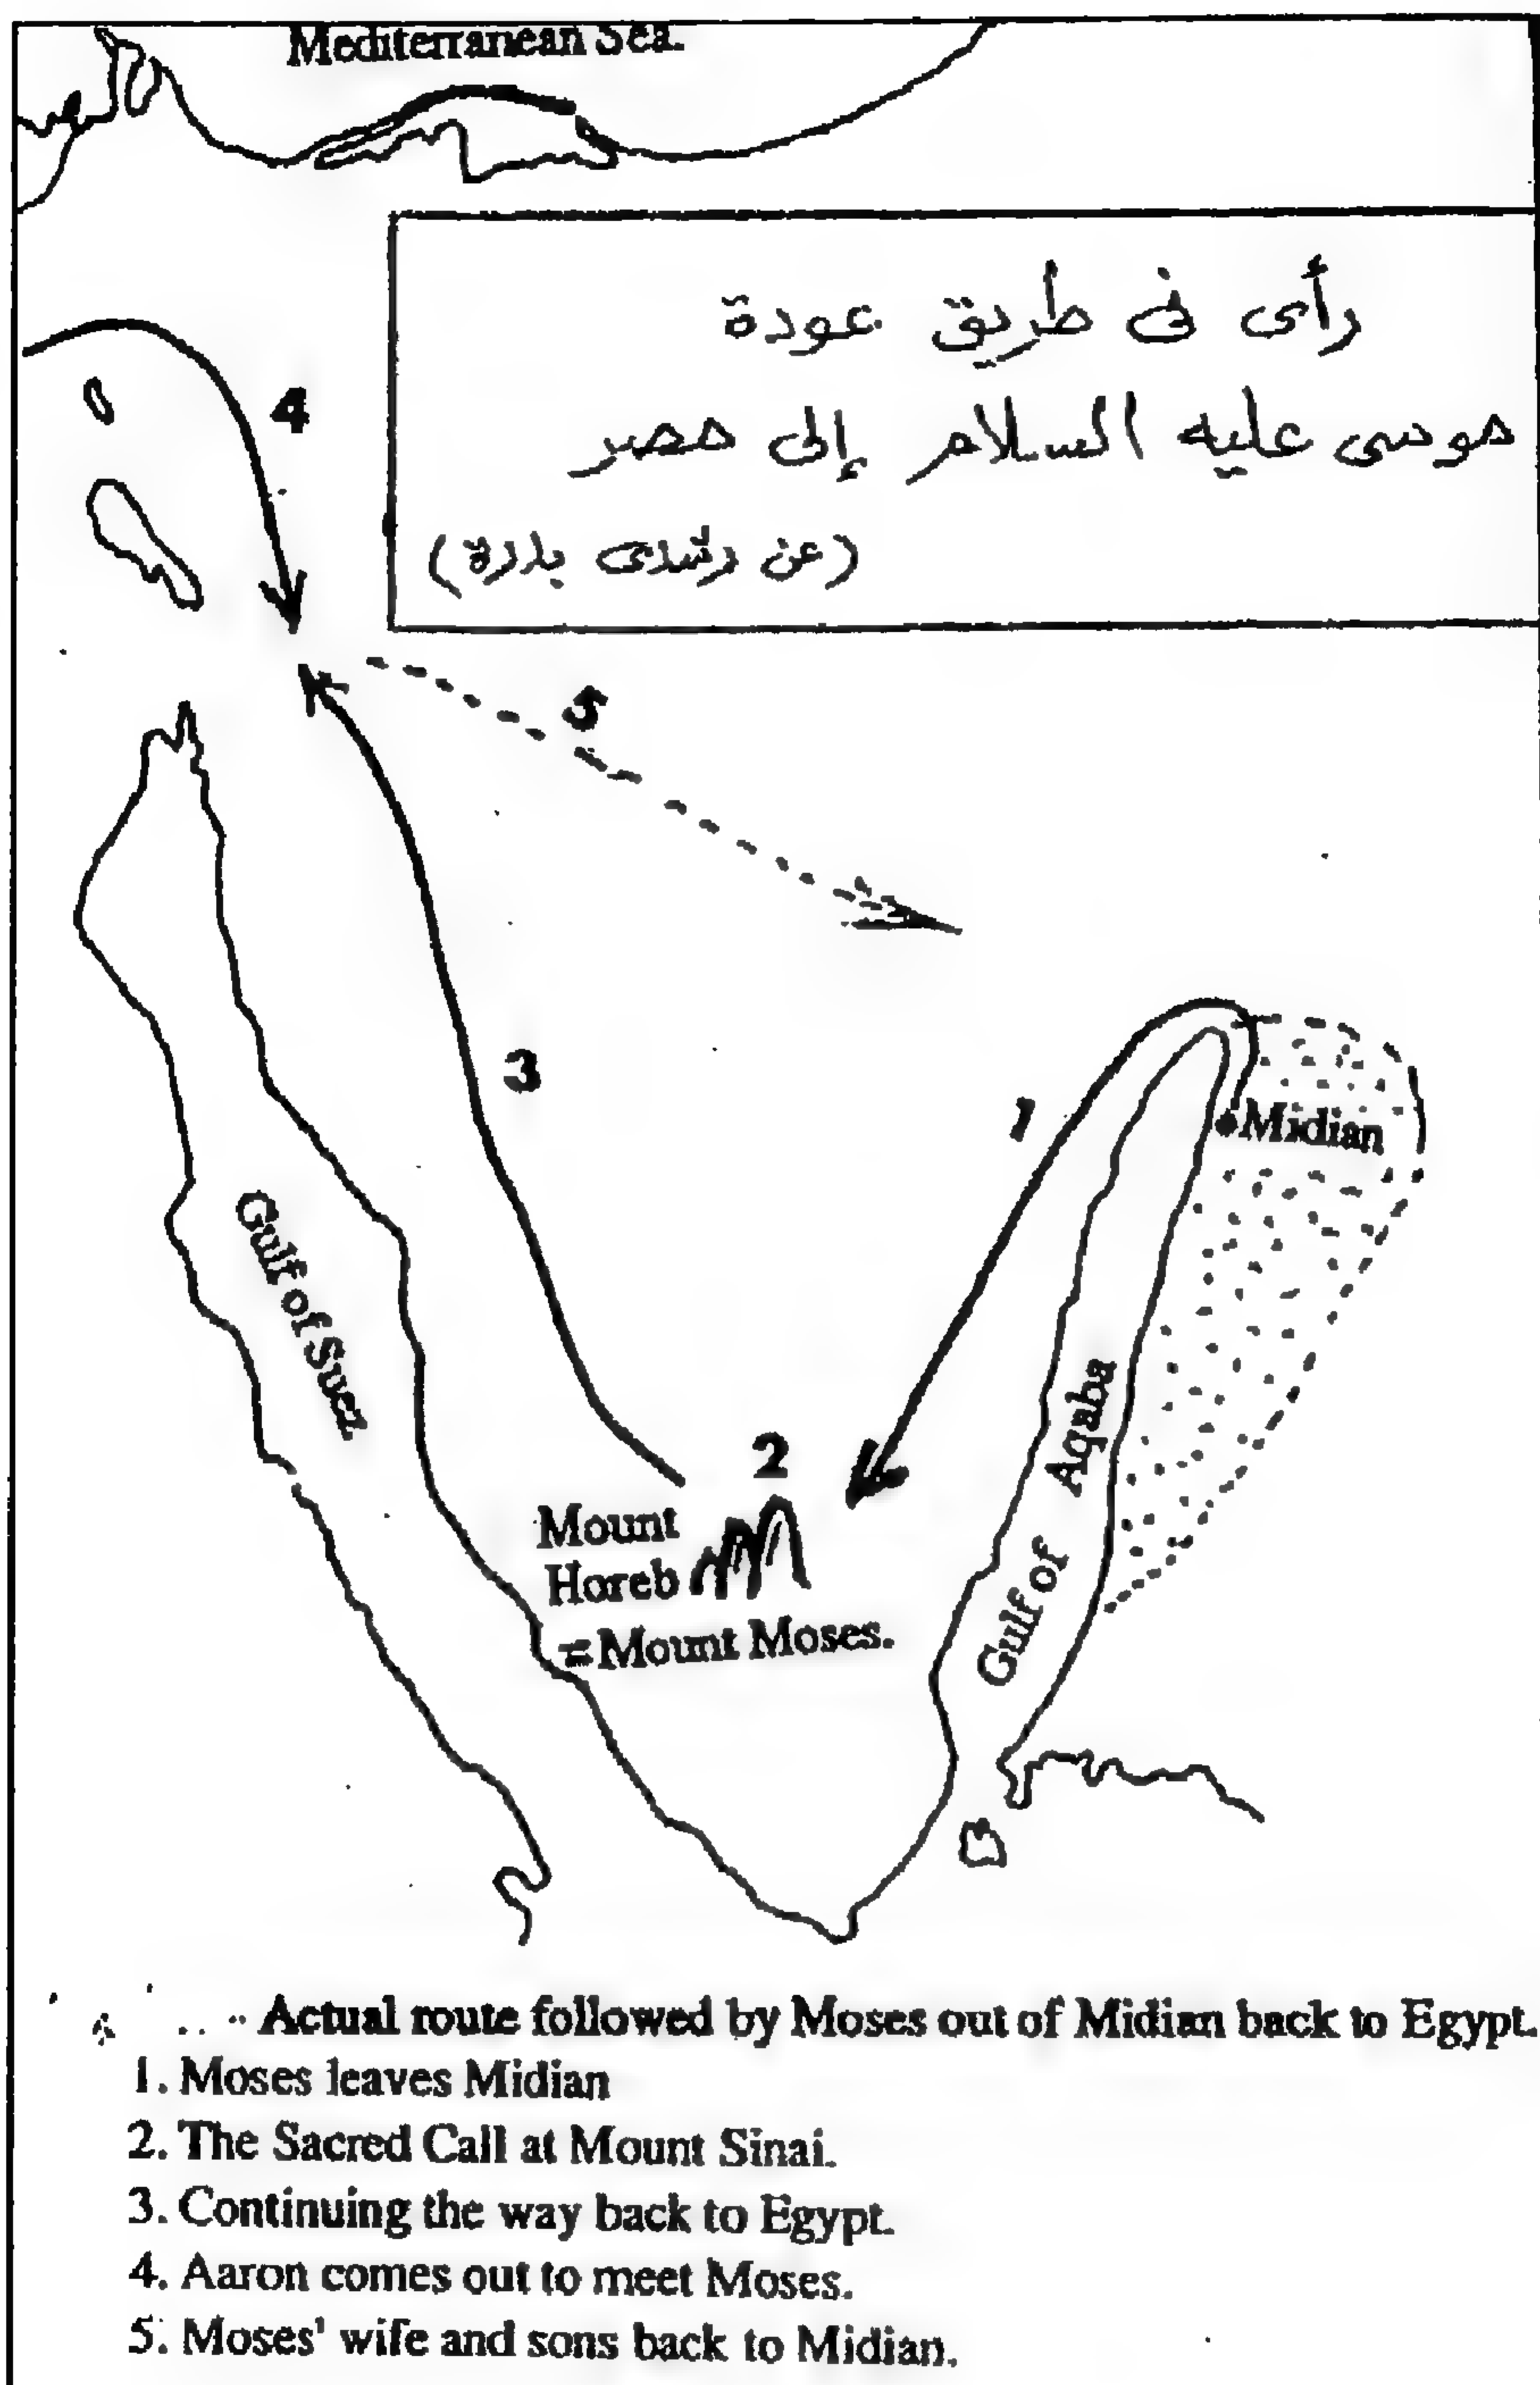 Mediterranean Sea.
رأى فى طريق عودة
موسى عليه السلام إلى مصر
(عن رشدى)
4
5
3
1
Midian
Gulf of Suez
2
Mount
Horeb
=Mount Moses.
Gulf of Aqaba
Actual route followed by Moses out of Midian back to Egypt.
1. Moses leaves Midian
2. The Sacred Call at Mount Sinai.
3. Continuing the way back to Egypt.
4. Aaron comes out to meet Moses.
5. Moses' wife and sons back to Midian.